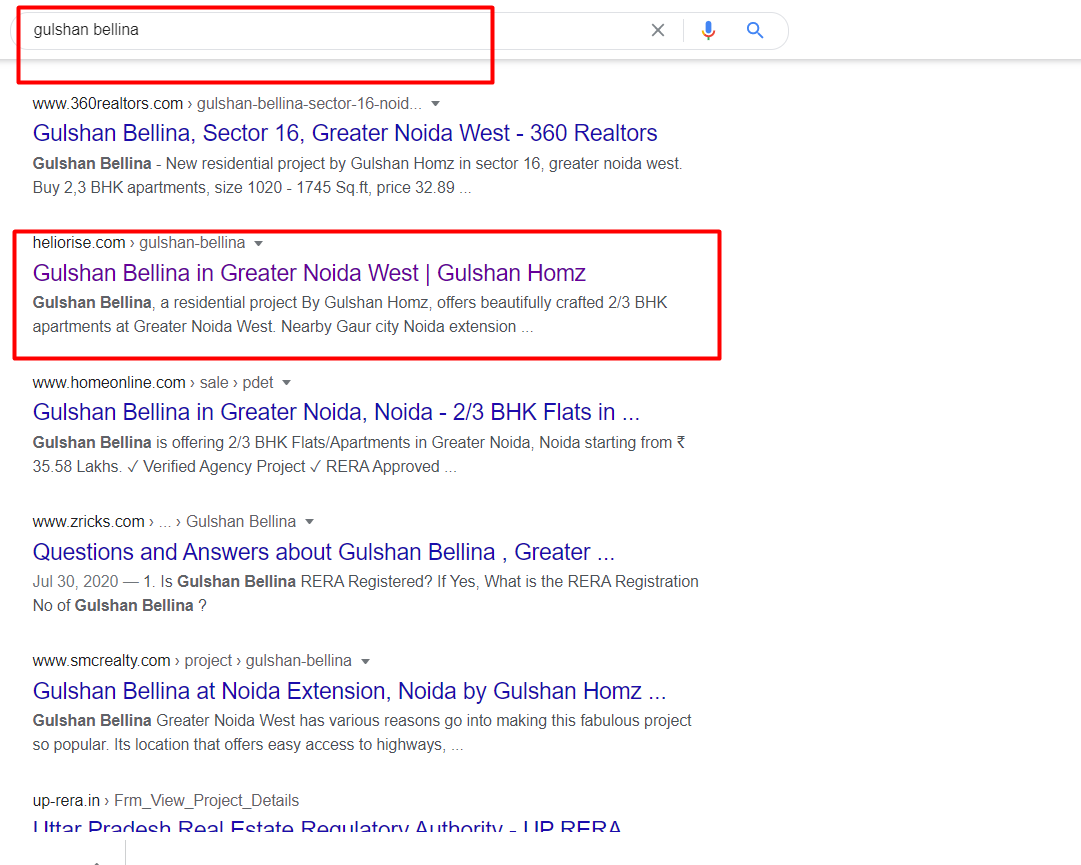 gulshan bellina
www.360realtors.com › gulshan-bellina-sector-16-noid...
Gulshan Bellina, Sector 16, Greater Noida West - 360 Realtors
Gulshan Bellina - New residential project by Gulshan Homz in sector 16, greater noida west.
Buy 2,3 BHK apartments, size 1020 - 1745 Sq.ft, price 32.89 ...
heliorise.com › gulshan-bellina
Gulshan Bellina in Greater Noida West | Gulshan Homz
Gulshan Bellina, a residential project By Gulshan Homz, offers beautifully crafted 2/3 BHK
apartments at Greater Noida West. Nearby Gaur city Noida extension ...
www.homeonline.com › sale › pdet
Gulshan Bellina in Greater Noida, Noida - 2/3 BHK Flats in ...
Gulshan Bellina is offering 2/3 BHK Flats/Apartments in Greater Noida, Noida starting from ₹
35.58 Lakhs. ✓ Verified Agency Project ✓ RERA Approved ...
www.zricks.com › ... › Gulshan Bellina
Questions and Answers about Gulshan Bellina , Greater ...
Jul 30, 2020 — 1. Is Gulshan Bellina RERA Registered? If Yes, What is the RERA Registration
No of Gulshan Bellina ?
www.smcrealty.com › project › gulshan-bellina
Gulshan Bellina at Noida Extension, Noida by Gulshan Homz ...
Gulshan Bellina Greater Noida West has various reasons go into making this fabulous project
so popular. Its location that offers easy access to highways, ...
up-rera.in › Frm_View_Project_Details
Uttar Pradesh Real Estate Regulatory Authority - UP RERA